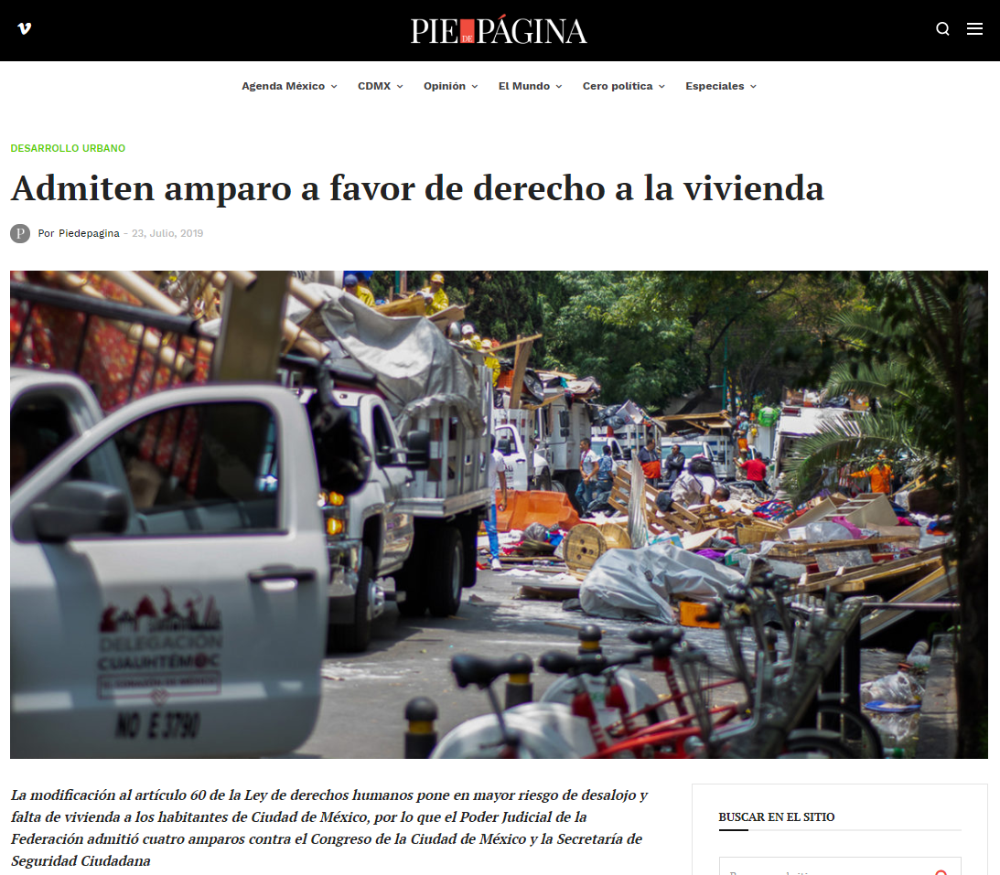 PIE DE PÁGINA
Agenda México CDMX Opinión El Mundo Cero política Especiales
DESARROLLO URBANO
Admiten amparo a favor de derecho a la vivienda
P Por Piedepagina - 23, Julio, 2019
DELEGACIÓN
CUAUHTÉMOC
EL CORAZÓN DE MÉXICO
NO E 3790
La modificación al artículo 60 de la Ley de derechos humanos pone en mayor riesgo de desalojo y
falta de vivienda a los habitantes de Ciudad de México, por lo que el Poder Judicial de la
Federación admitió cuatro amparos contra el Congreso de la Ciudad de México y la Secretaría de
Seguridad Ciudadana
BUSCAR EN EL SITIO